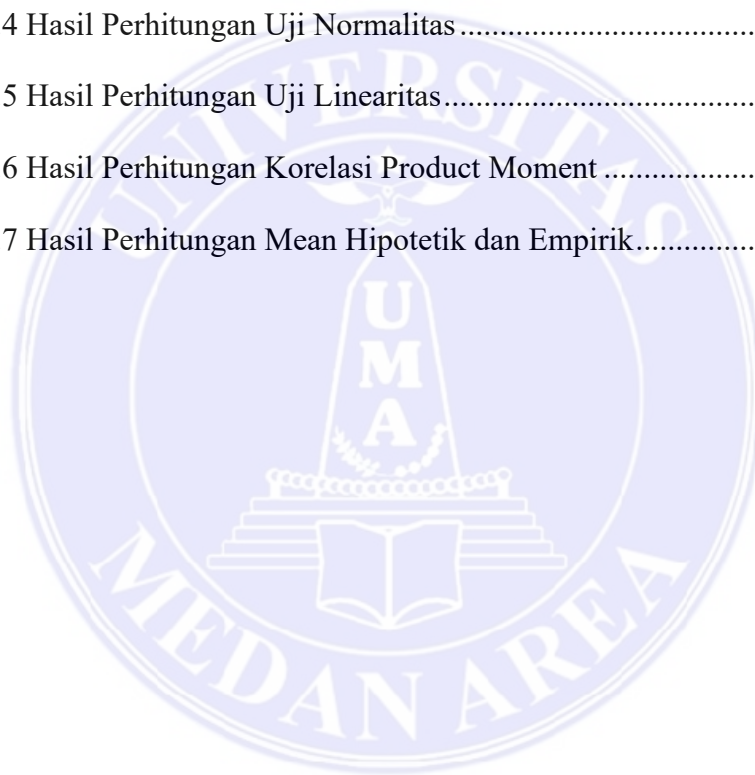 4 Hasil Perhitungan Uji Normalitas....................................
5 Hasil Perhitungan Uji Linearitas......................................
6 Hasil Perhitungan Korelasi Product Moment ..................
7 Hasil Perhitungan Mean Hipotetik dan Empirik..............
UNIVERSITAS
U
M
A
MEDAN AREA